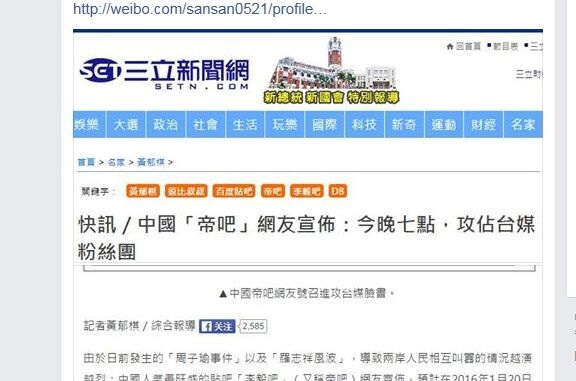 http://weibo.com/sansan0521/profile...
回首頁 節目表 三立
SET 三立新聞網
SETN.COM
三立財
新總統 新國會 特別報導
娛樂 大選 政治 社會 生活 玩樂 國際 科技 新奇 運動 財經 名家
首頁 > 名家 > 黃郁棋 >
關鍵字： 黃郁棋 逗比叔叔 百度貼吧 帝吧 李毅吧 D8
快訊／中國「帝吧」網友宣佈：今晚七點，攻佔台媒
粉絲團
▲中國帝吧網友號召進攻台媒臉書。
記者黃郁棋／綜合報導 关注 2,585
由於日前發生的「周子瑜事件」以及「羅志祥風波」，導致兩岸人民相互叫囂的情況越演
越烈；中國人氣最旺盛的貼吧「李毅吧」（又稱帝吧）網友宣佈，預計在2016年1月20日